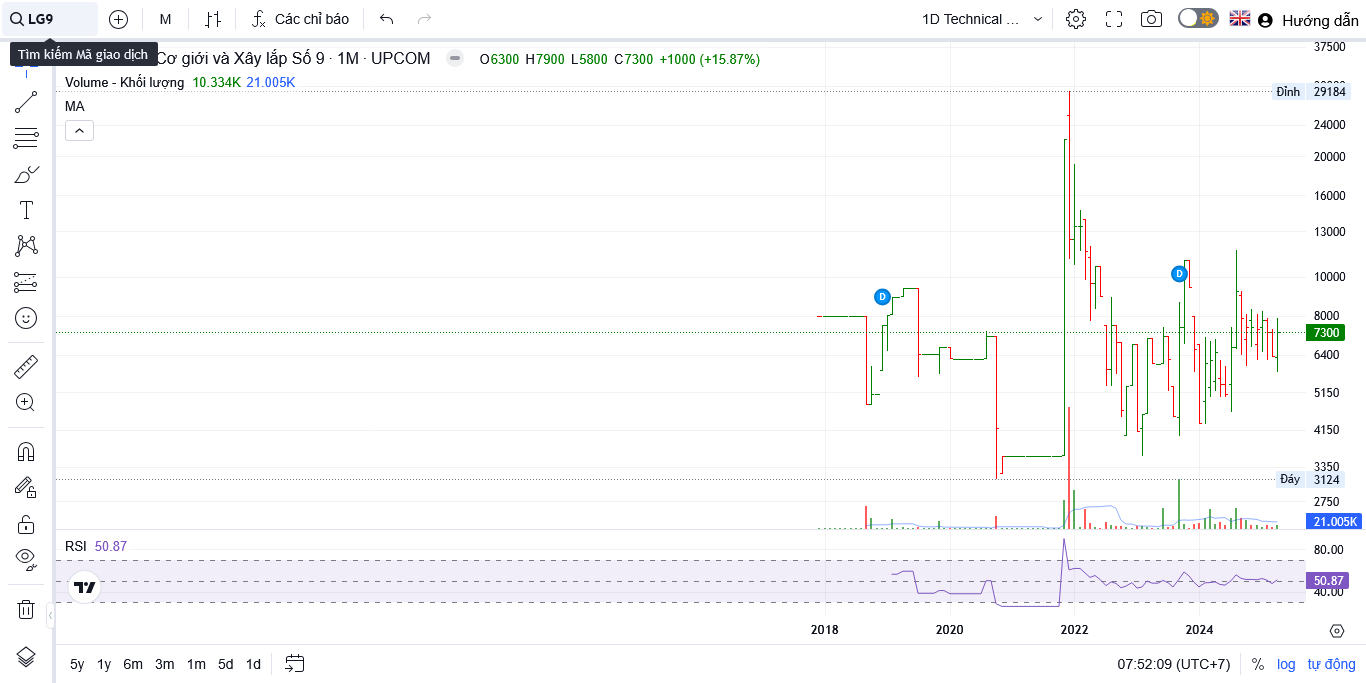 LG9
M
Các chỉ báo
1D Technical ...
Hướng dẫn
Tìm kiếm Mã giao dịch
Cơ giới và Xây lắp Số 9 · 1M · UPCOM
O6300 H7900 L5800 C7300 +1000 (+15.87%)
Volume - Khối lượng 10.334K 21.005K
MA
37500
Đỉnh 29184
24000
20000
16000
13000
10000
8000
7300
6400
5150
4150
3350
Đáy 3124
2750
21.005K
D
D
RSI 50.87
80.00
50.87
40.00
2018 2020 2022 2024
5y 1y 6m 3m 1m 5d 1d
07:52:09 (UTC+7) % log tự động